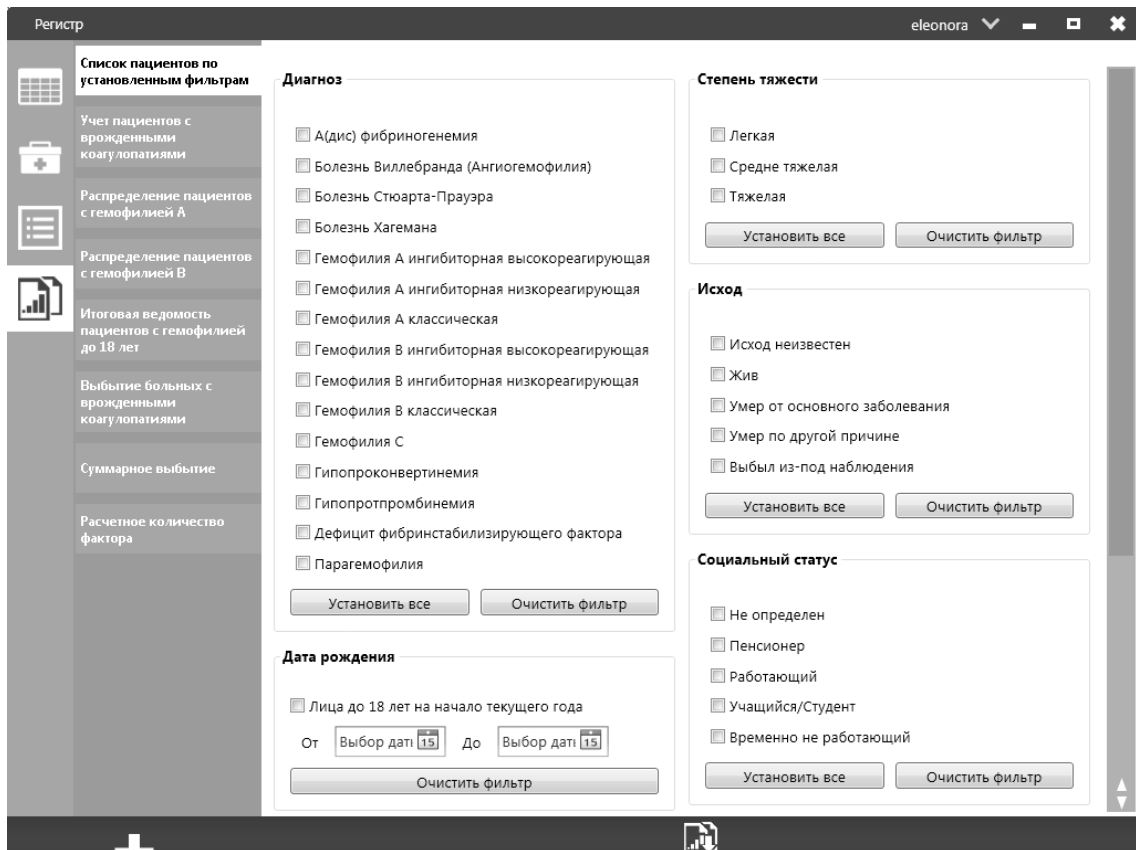 Регистр
eleonora
Список пациентов по
установленным фильтрам
Учет пациентов с
врожденными
коагулопатиями
Распределение пациентов
с гемофилией А
Распределение пациентов
с гемофилией В
Итоговая ведомость
пациентов с гемофилией
до 18 лет
Выбытие больных с
врожденными
коагулопатиями
Суммарное выбытие
Расчетное количество
фактора
Диагноз
А(дис) фибриногенемия
Болезнь Виллебранда (Ангиогемофилия)
Болезнь Стюарта-Прауэра
Болезнь Хагемана
Гемофилия А ингибиторная высокореагирующая
Гемофилия А ингибиторная низкореагирующая
Гемофилия А классическая
Гемофилия В ингибиторная высокореагирующая
Гемофилия В ингибиторная низкореагирующая
Гемофилия В классическая
Гемофилия С
Гипопроконвертинемия
Гипопротпромбинемия
Дефицит фибринстабилизирующего фактора
Парагемофилия
Установить все Очистить фильтр
Дата рождения
Лица до 18 лет на начало текущего года
От Выбор даты 15 До Выбор даты 15
Очистить фильтр
Степень тяжести
Легкая
Средне тяжелая
Тяжелая
Установить все Очистить фильтр
Исход
Исход неизвестен
Жив
Умер от основного заболевания
Умер по другой причине
Выбыл из-под наблюдения
Установить все Очистить фильтр
Социальный статус
Не определен
Пенсионер
Работающий
Учащийся/Студент
Временно не работающий
Установить все Очистить фильтр